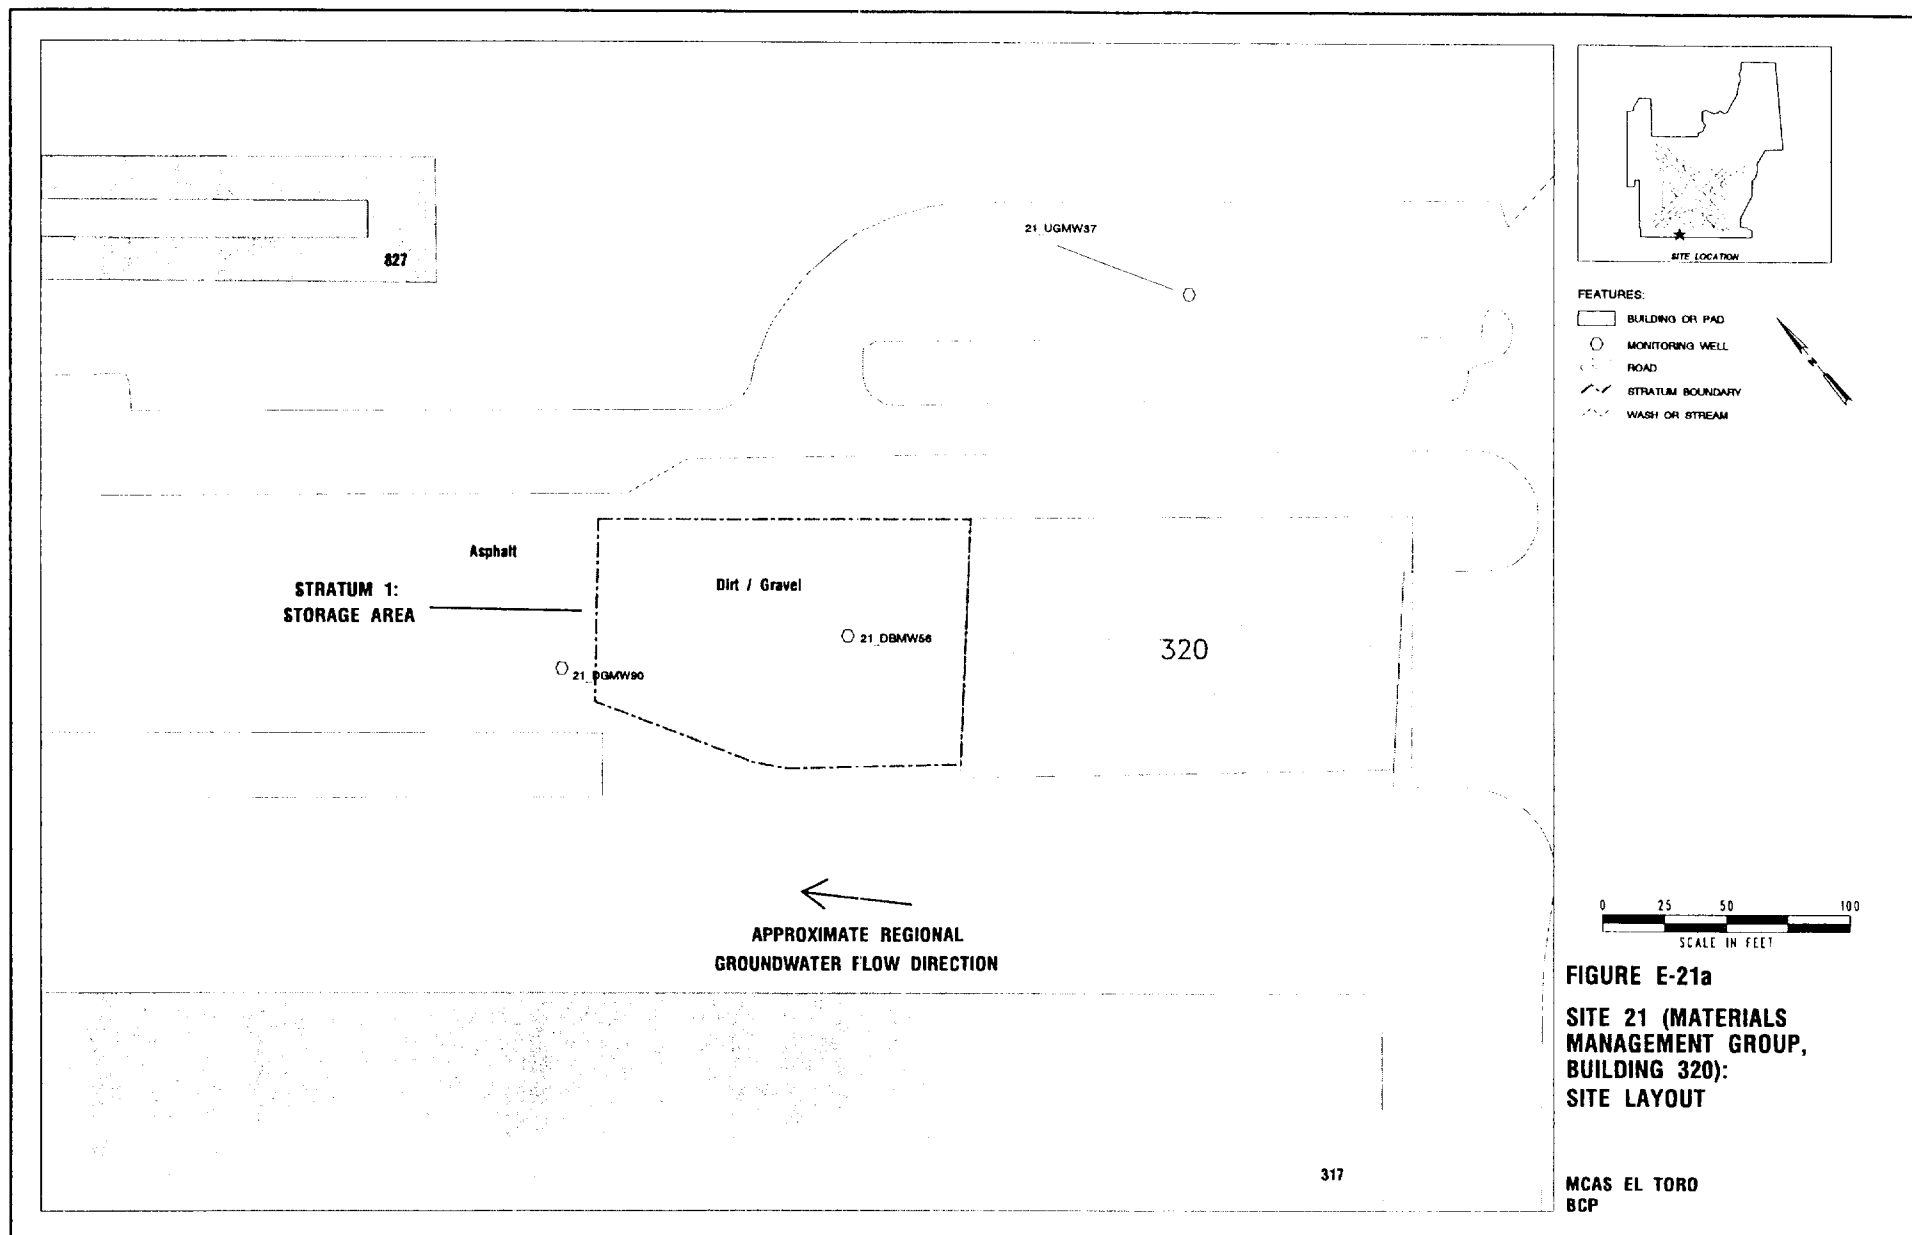 827
21_UGMW37
Asphalt
STRATUM 1:
STORAGE AREA
Dirt / Gravel
21_DBMW56
21_DGMW90
320
APPROXIMATE REGIONAL
GROUNDWATER FLOW DIRECTION
317
SITE LOCATION
FEATURES:
BUILDING OR PAD
MONITORING WELL
ROAD
STRATUM BOUNDARY
WASH OR STREAM
N
0 25 50 100
SCALE IN FEET
FIGURE E-21a
SITE 21 (MATERIALS
MANAGEMENT GROUP,
BUILDING 320):
SITE LAYOUT
MCAS EL TORO
BCP